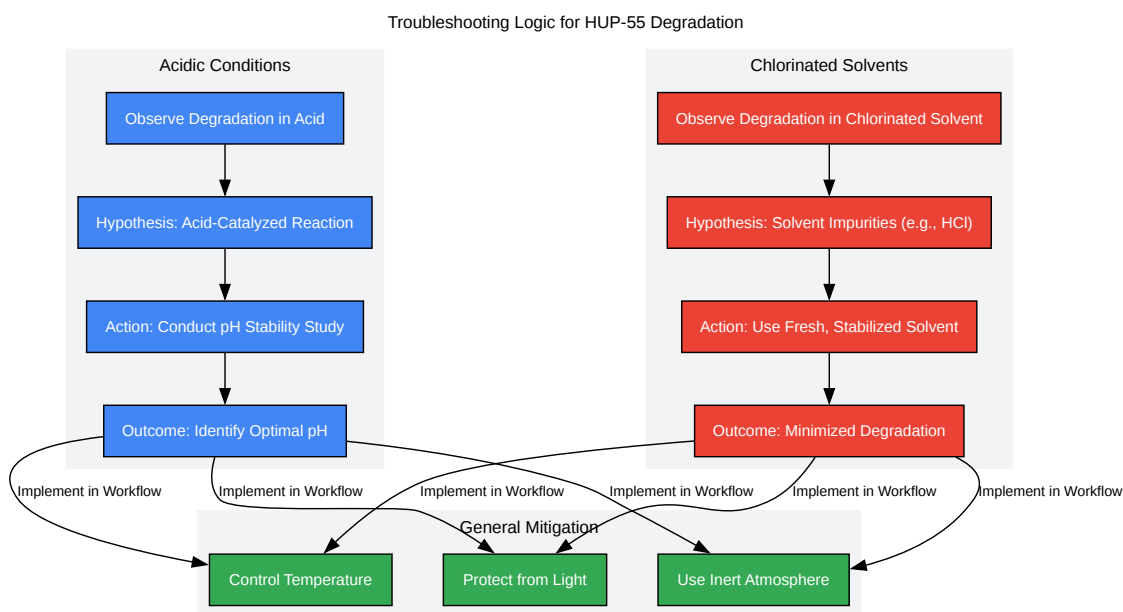 Troubleshooting Logic for HUP-55 Degradation
Acidic Conditions
Observe Degradation in Acid
Hypothesis: Acid-Catalyzed Reaction
Action: Conduct pH Stability Study
Outcome: Identify Optimal pH
Chlorinated Solvents
Observe Degradation in Chlorinated Solvent
Hypothesis: Solvent Impurities (e.g., HCl)
Action: Use Fresh, Stabilized Solvent
Outcome: Minimized Degradation
Implement in Workflow
Implement in Workflow
Implement in Workflow
Implement in Workflow
Implement in Workflow
Implement in Workflow
General Mitigation
Control Temperature
Protect from Light
Use Inert Atmosphere